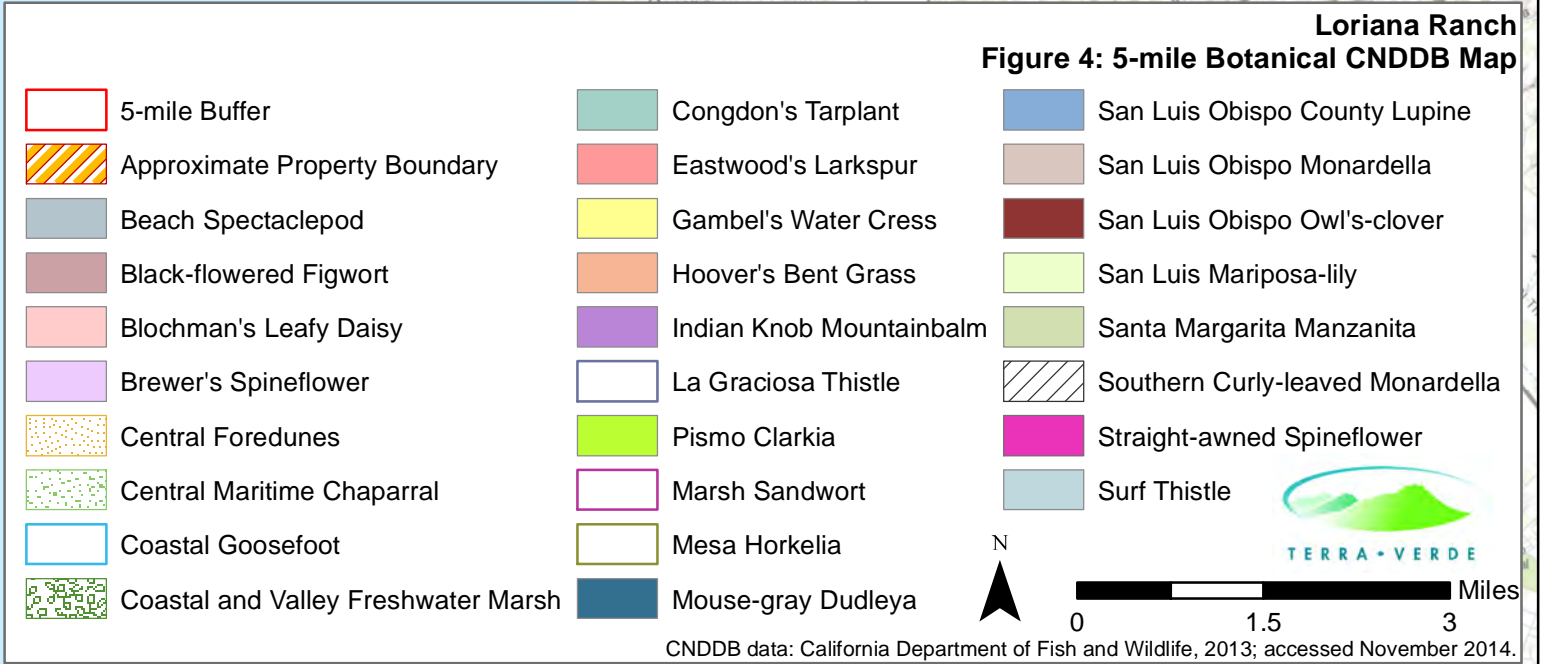 Loriana Ranch
Figure 4: 5-mile Botanical CNDDB Map
5-mile Buffer
Approximate Property Boundary
Beach Spectaclepod
Black-flowered Figwort
Blochman's Leafy Daisy
Brewer's Spineflower
Central Foredunes
Central Maritime Chaparral
Coastal Goosefoot
Coastal and Valley Freshwater Marsh
Congdon's Tarplant
Eastwood's Larkspur
Gambel's Water Cress
Hoover's Bent Grass
Indian Knob Mountainbalm
La Graciosa Thistle
Pismo Clarkia
Marsh Sandwort
Mesa Horkelia
Mouse-gray Dudleya
San Luis Obispo County Lupine
San Luis Obispo Monardella
San Luis Obispo Owl's-clover
San Luis Mariposa-lily
Santa Margarita Manzanita
Southern Curly-leaved Monardella
Straight-awned Spineflower
Surf Thistle
TERRA • VERDE
N
Miles
0 1.5 3
CNDDB data: California Department of Fish and Wildlife, 2013; accessed November 2014.